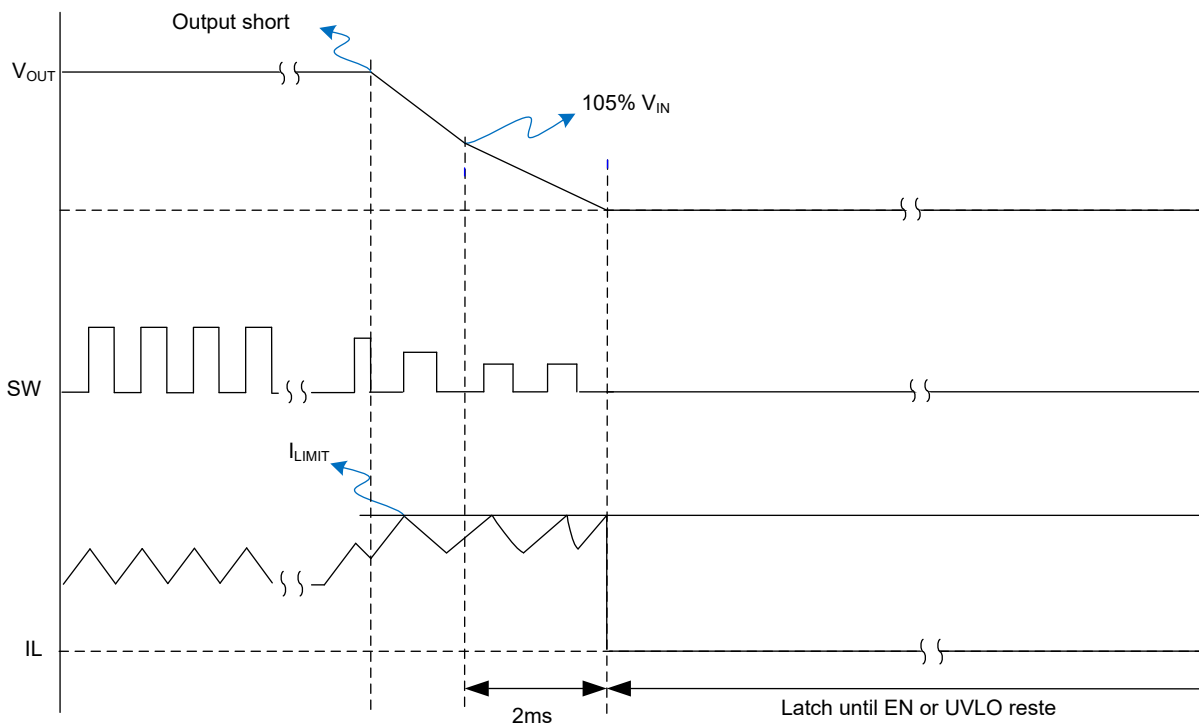 Output short
VOUT
105% VIN
SW
ILIMIT
IL
2ms
Latch until EN or UVLO reste